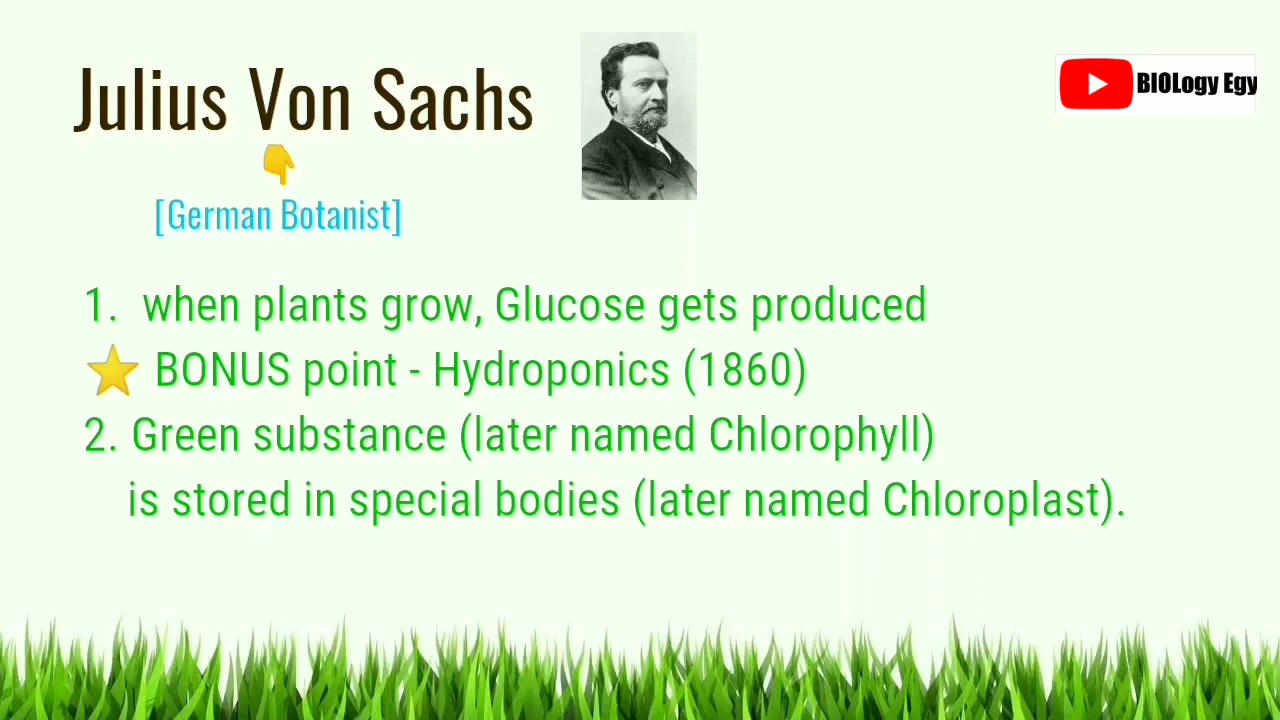 Julius Von Sachs
BIOLogy Egy
[German Botanist]
1. when plants grow, Glucose gets produced
BONUS point - Hydroponics (1860)
2. Green substance (later named Chlorophyll)
is stored in special bodies (later named Chloroplast).